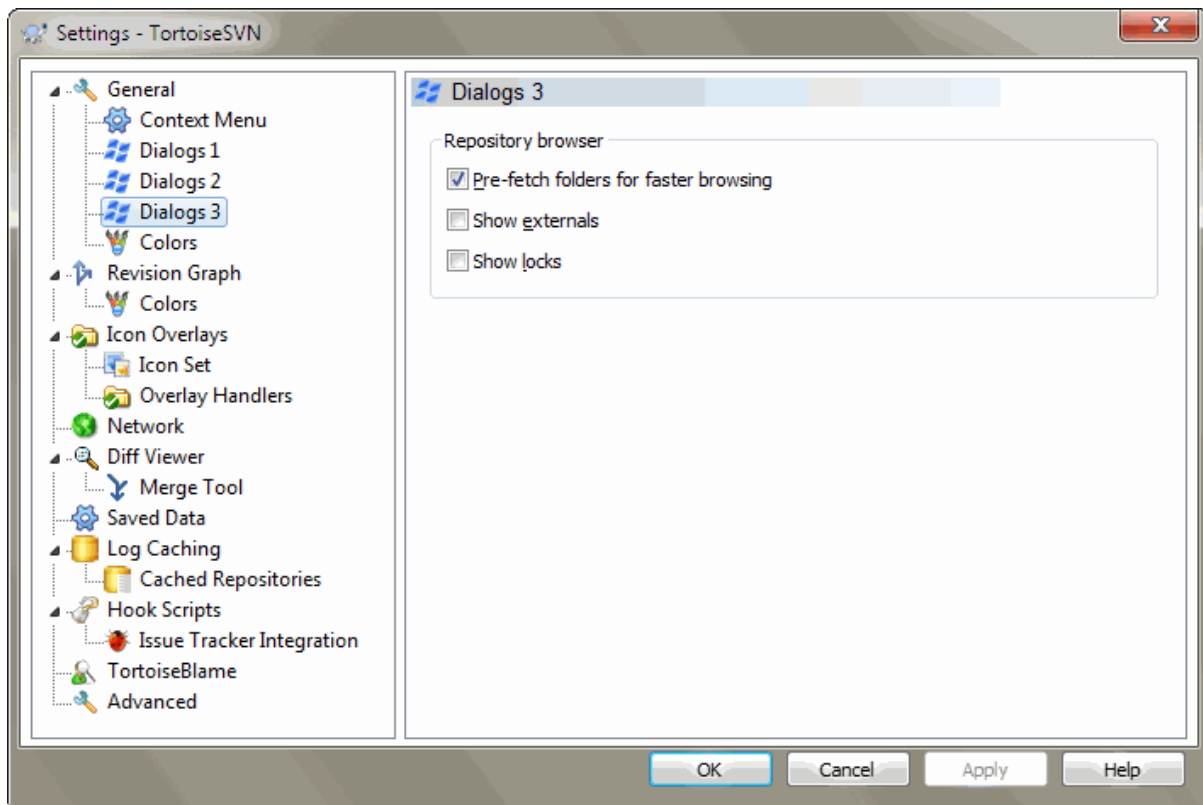 Settings - TortoiseSVN
General
Context Menu
Dialogs 1
Dialogs 2
Dialogs 3
Colors
Revision Graph
Colors
Icon Overlays
Icon Set
Overlay Handlers
Network
Diff Viewer
Merge Tool
Saved Data
Log Caching
Cached Repositories
Hook Scripts
Issue Tracker Integration
TortoiseBlame
Advanced
Dialogs 3
Repository browser
Pre-fetch folders for faster browsing
Show externals
Show locks
OK Cancel Apply Help